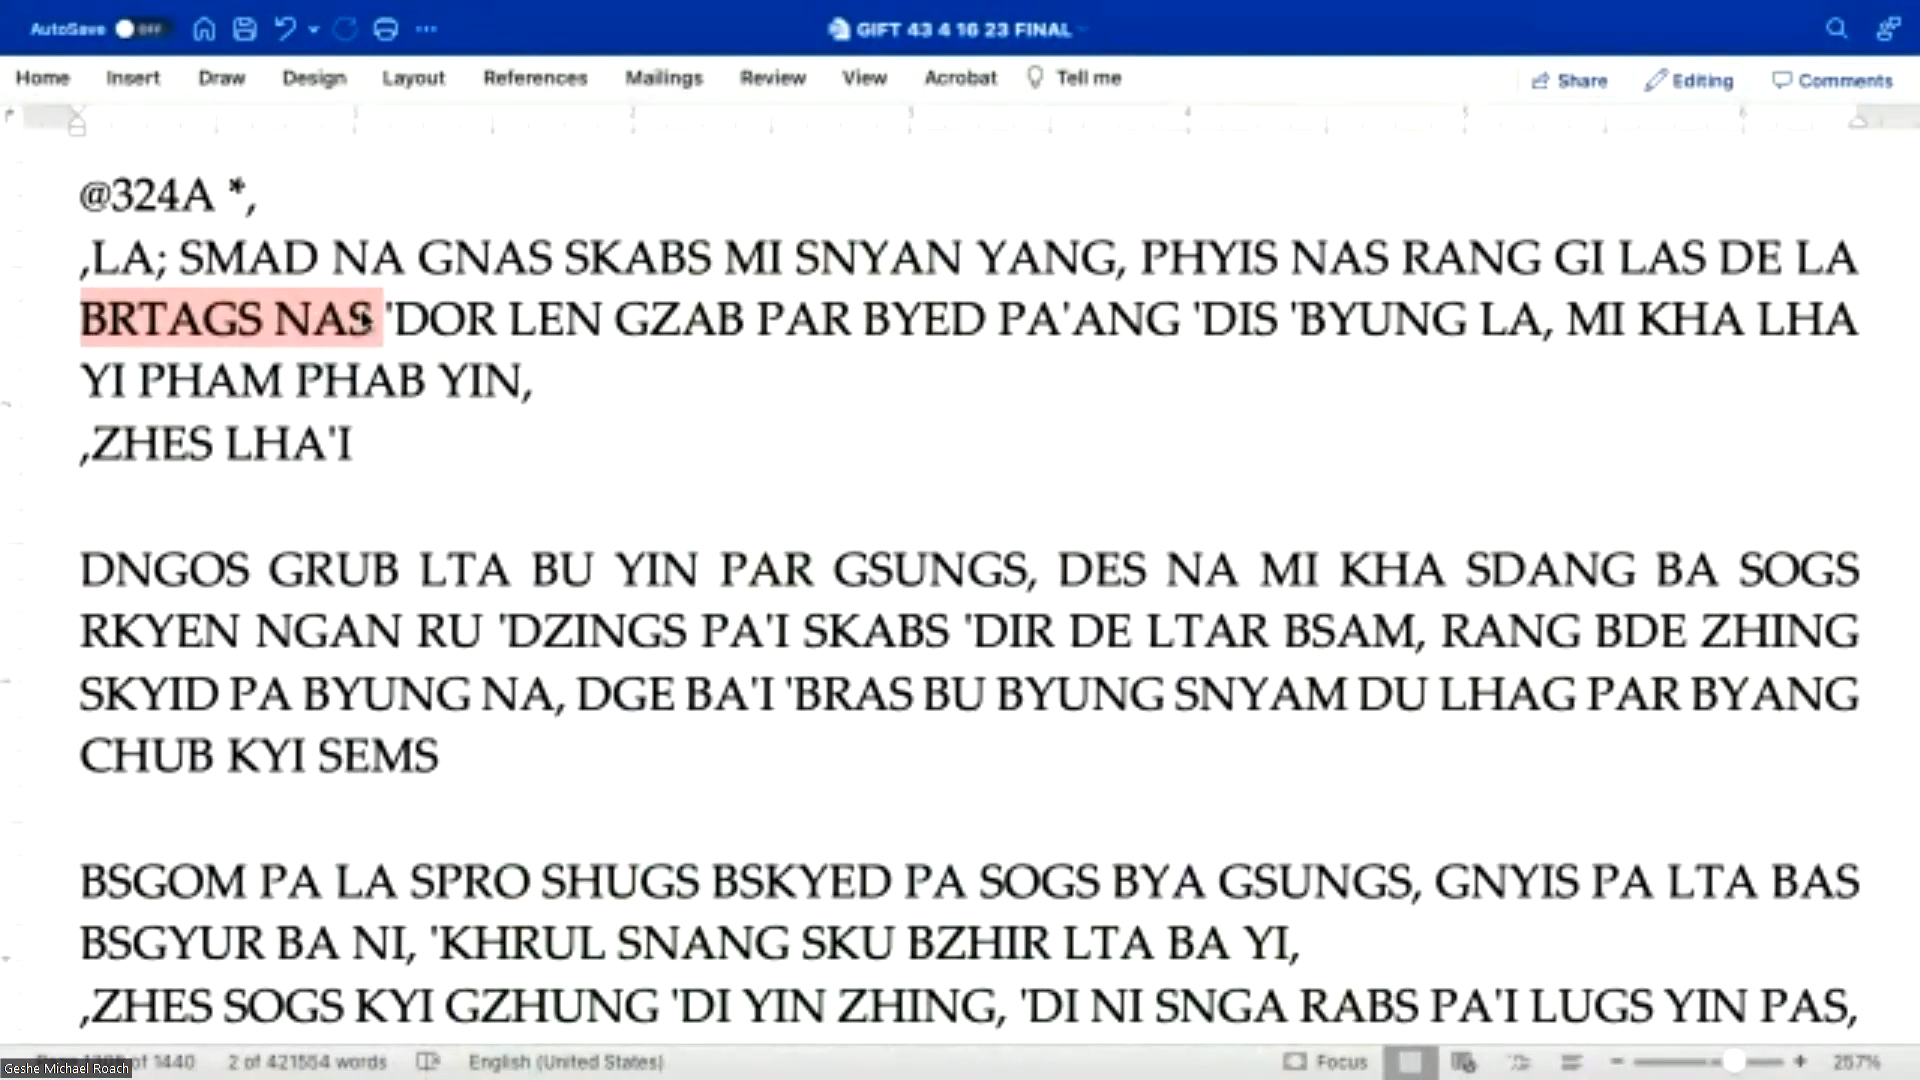 AutoSave OFF
GIFT 43 4 16 23 FINAL
Home Insert Draw Design Layout References Mailings Review View Acrobat Tell me Share Editing Comments
@324A *,
,LA; SMAD NA GNAS SKABS MI SNYAN YANG, PHYIS NAS RANG GI LAS DE LA
BRTAGS NAS 'DOR LEN GZAB PAR BYED PA'ANG 'DIS 'BYUNG LA, MI KHA LHA
YI PHAM PHAB YIN,
,ZHES LHA'I
DNGOS GRUB LTA BU YIN PAR GSUNGS, DES NA MI KHA SDANG BA SOGS
RKYEN NGAN RU 'DZINGS PA'I SKABS 'DIR DE LTAR BSAM, RANG BDE ZHING
SKYID PA BYUNG NA, DGE BA'I 'BRAS BU BYUNG SNYAM DU LHAG PAR BYANG
CHUB KYI SEMS
BSGOM PA LA SPRO SHUGS BSKYED PA SOGS BYA GSUNGS, GNYIS PA LTA BAS
BSGYUR BA NI, 'KHRUL SNANG SKU BZHIR LTA BA YI,
,ZHES SOGS KYI GZHUNG 'DI YIN ZHING, 'DI NI SNGA RABS PA'I LUGS YIN PAS,
of 1440 2 of 421554 words English (United States) Focus 257%
Geshe Michael Roach